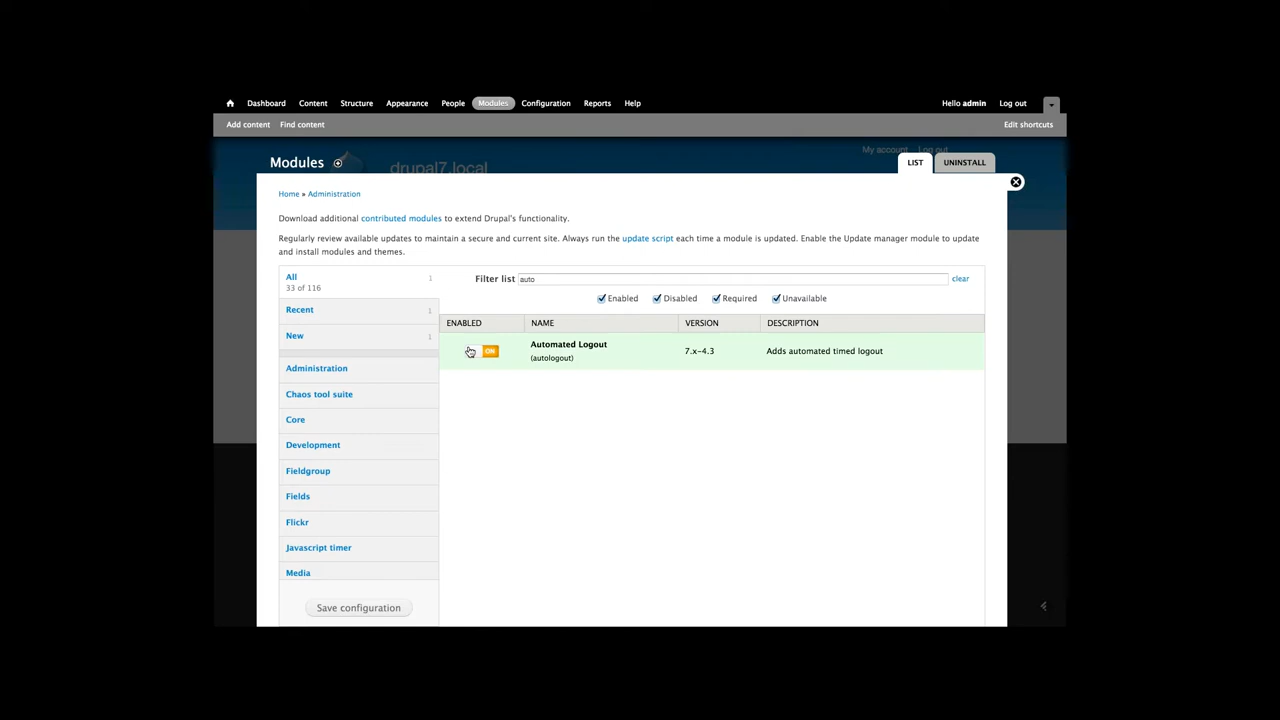 Dashboard Content Structure Appearance People Modules Configuration Reports Help Hello admin Log out
Add content Find content Edit shortcuts
My account Log out
Modules drupal7.local LIST UNINSTALL
Home » Administration
Download additional contributed modules to extend Drupal's functionality.
Regularly review available updates to maintain a secure and current site. Always run the update script each time a module is updated. Enable the Update manager module to update
and install modules and themes.
All 1
33 of 116
Recent 1
New 1
Administration
Chaos tool suite
Core
Development
Fieldgroup
Fields
Flickr
Javascript timer
Media
Save configuration
Filter list auto clear
Enabled Disabled Required Unavailable
ENABLED NAME VERSION DESCRIPTION
ON Automated Logout 7.x-4.3 Adds automated timed logout
(autologout)